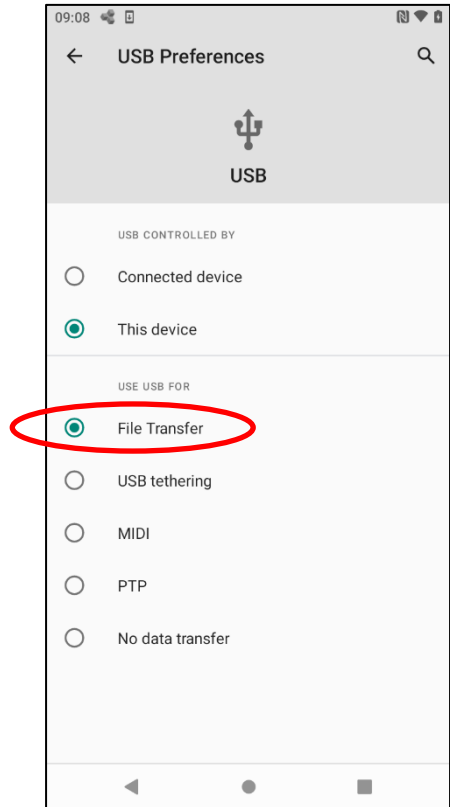 09:08
USB Preferences
USB
USB CONTROLLED BY
Connected device
This device
USE USB FOR
File Transfer
USB tethering
MIDI
PTP
No data transfer